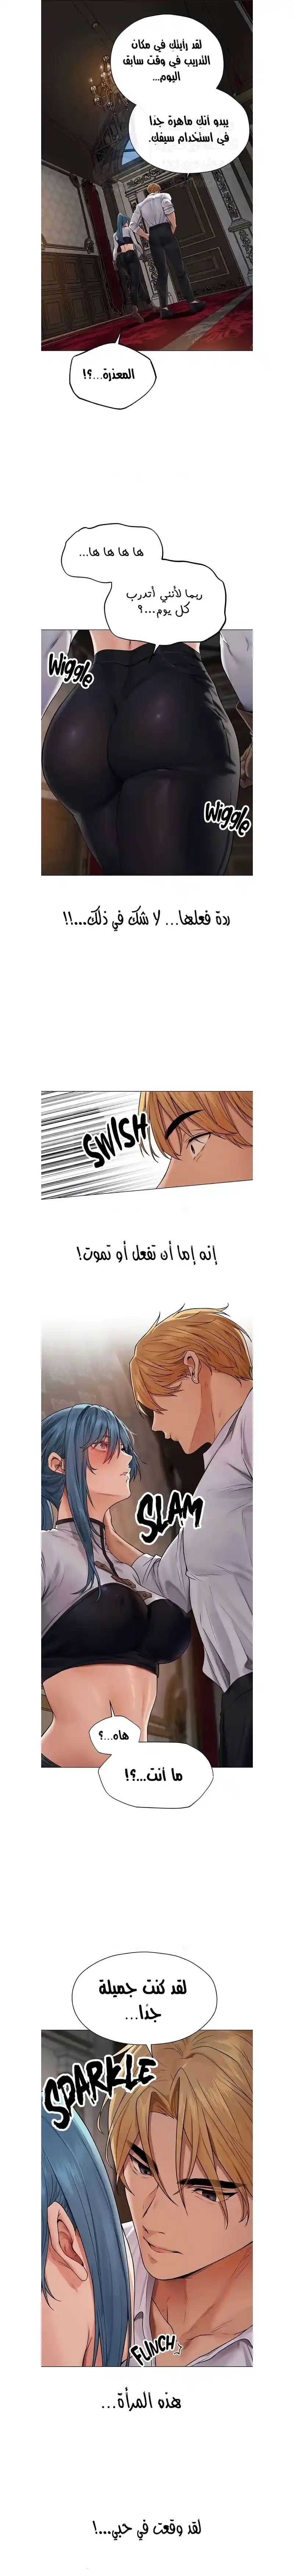 لقد رأيتك في مكان
التدريب في وقت سابق
اليوم...
يبدو أنك ماهرة جدًا
في استخدام سيفك.
المعذرة...؟!
ها ها ها ها...
ربما لأنني أتدرب
كل يوم...؟
Wiggle
Wiggle
ردة فعلها... لا شك في ذلك...!!
SWISH
إنه إما أن تفعل أو تموت!
SLAM
هاه...؟
ما أنت...؟!
لقد كنت جميلة
جدًا...
SPARKLE
FLINCH
هذه المرأة...
لقد وقعت في حبي...!